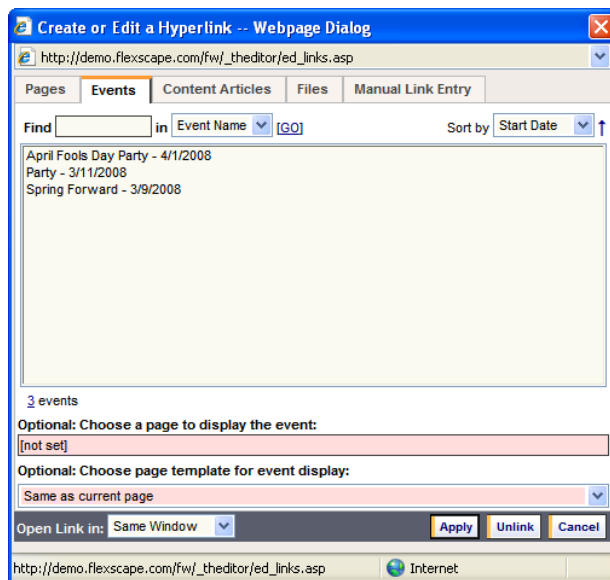 Create or Edit a Hyperlink -- Webpage Dialog
http://demo.flexscape.com/fw/_theditor/ed_links.asp
Pages Events Content Articles Files Manual Link Entry
Find in Event Name [GO] Sort by Start Date ↑
April Fools Day Party - 4/1/2008
Party - 3/11/2008
Spring Forward - 3/9/2008
3 events
Optional: Choose a page to display the event:
[not set]
Optional: Choose page template for event display:
Same as current page
Open Link in: Same Window Apply Unlink Cancel
http://demo.flexscape.com/fw/_theditor/ed_links.asp Internet